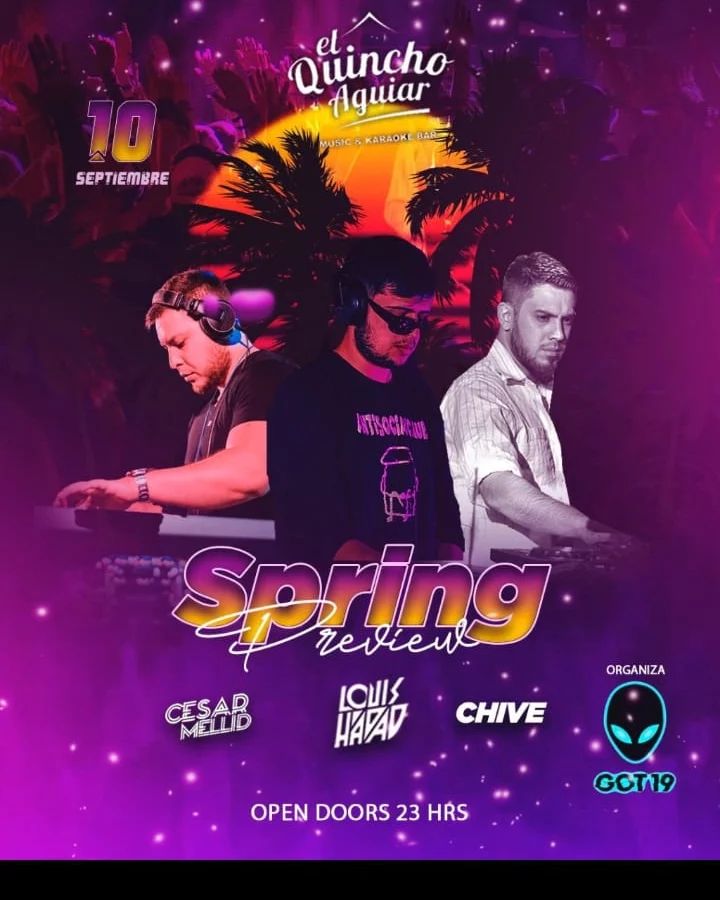 el
Quincho
Aguiar
MUSIC & KARAOKE BAR
10
SEPTIEMBRE
ANTISOCIALCLUB
Spring
Preview
CESAR
MELLID
LOUIS
HADAD
CHIVE
ORGANIZA
GCT19
OPEN DOORS 23 HRS